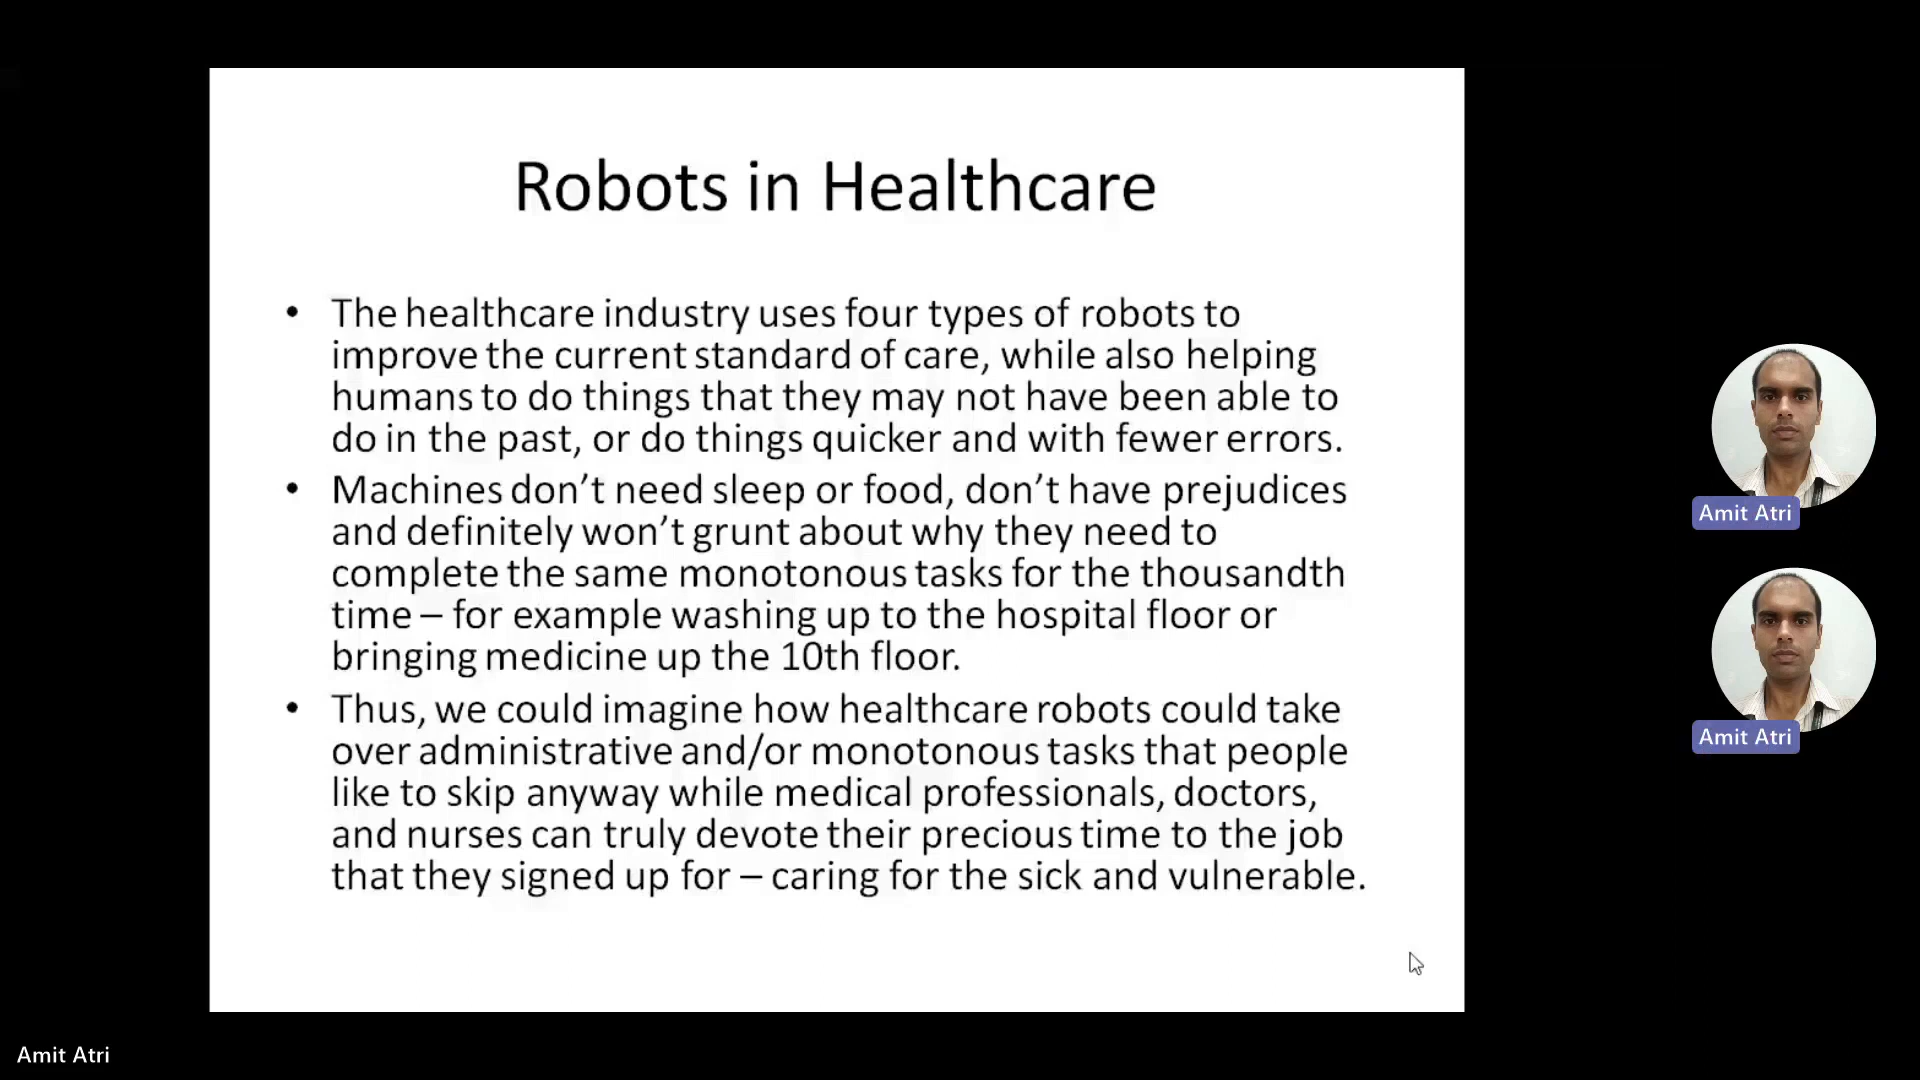 Robots in Healthcare
• The healthcare industry uses four types of robots to
improve the current standard of care, while also helping
humans to do things that they may not have been able to
do in the past, or do things quicker and with fewer errors.
• Machines don’t need sleep or food, don’t have prejudices
and definitely won’t grunt about why they need to
complete the same monotonous tasks for the thousandth
time – for example washing up to the hospital floor or
bringing medicine up the 10th floor.
• Thus, we could imagine how healthcare robots could take
over administrative and/or monotonous tasks that people
like to skip anyway while medical professionals, doctors,
and nurses can truly devote their precious time to the job
that they signed up for – caring for the sick and vulnerable.
Amit Atri
Amit Atri
Amit Atri